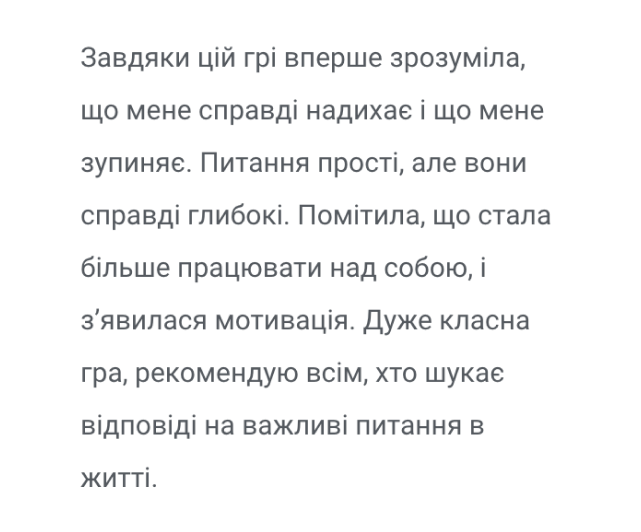 Завдяки цій грі вперше зрозуміла,
що мене справді надихає і що мене
зупиняє. Питання прості, але вони
справді глибокі. Помітила, що стала
більше працювати над собою, і
з’явилася мотивація. Дуже класна
гра, рекомендую всім, хто шукає
відповіді на важливі питання в
житті.